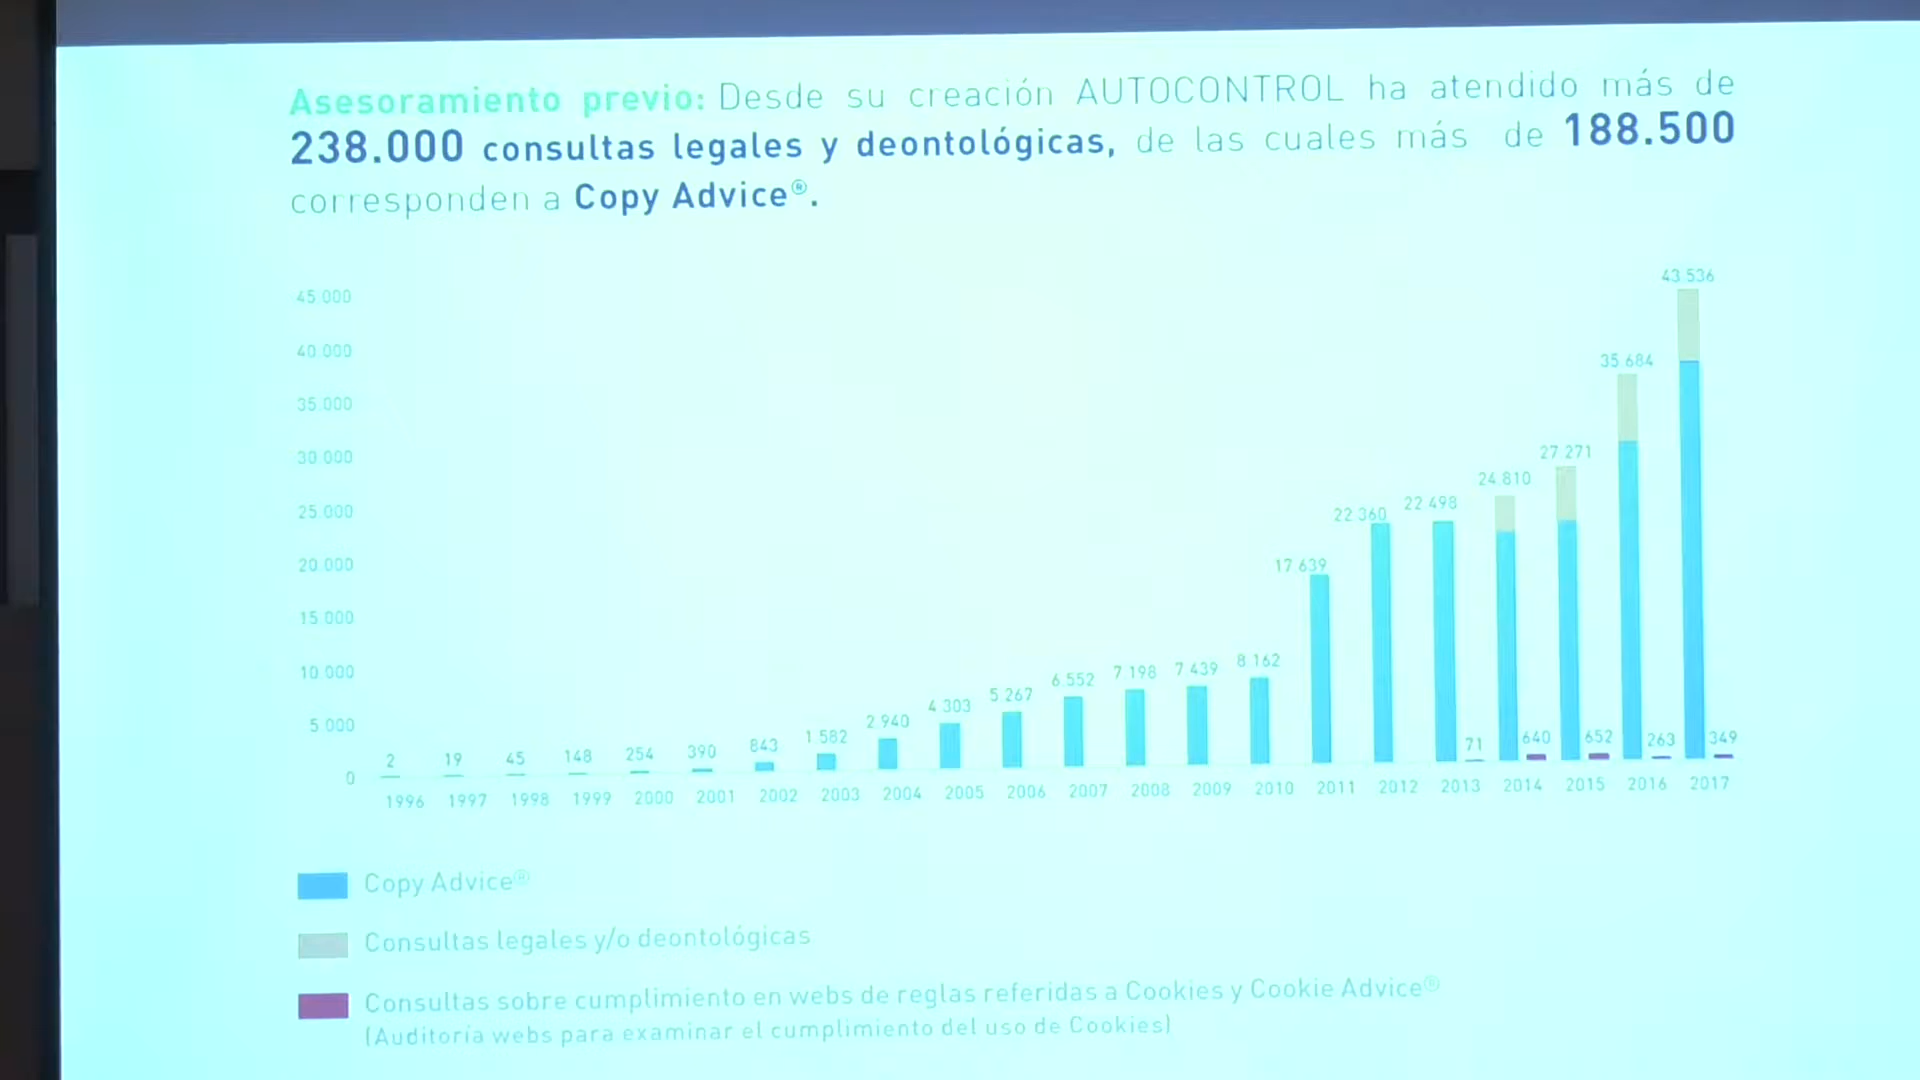 Asesoramiento previo: Desde su creación AUTOCONTROL ha atendido más de
238.000 consultas legales y deontológicas, de las cuales más de 188.500
corresponden a Copy Advice®.
45 000
40 000
35 000
30 000
25 000
20 000
15 000
10 000
5 000
0
2 19 45 148 254 390 843 1 582 2 940 4 303 5 267 6 552 7 198 7 439 8 162 17 639 22 360 22 498 24 810 27 271 35 684 43 536
71 640 652 263 349
1996 1997 1998 1999 2000 2001 2002 2003 2004 2005 2006 2007 2008 2009 2010 2011 2012 2013 2014 2015 2016 2017
Copy Advice®
Consultas legales y/o deontológicas
Consultas sobre cumplimiento en webs de reglas referidas a Cookies y Cookie Advice®
(Auditoría webs para examinar el cumplimiento del uso de Cookies)